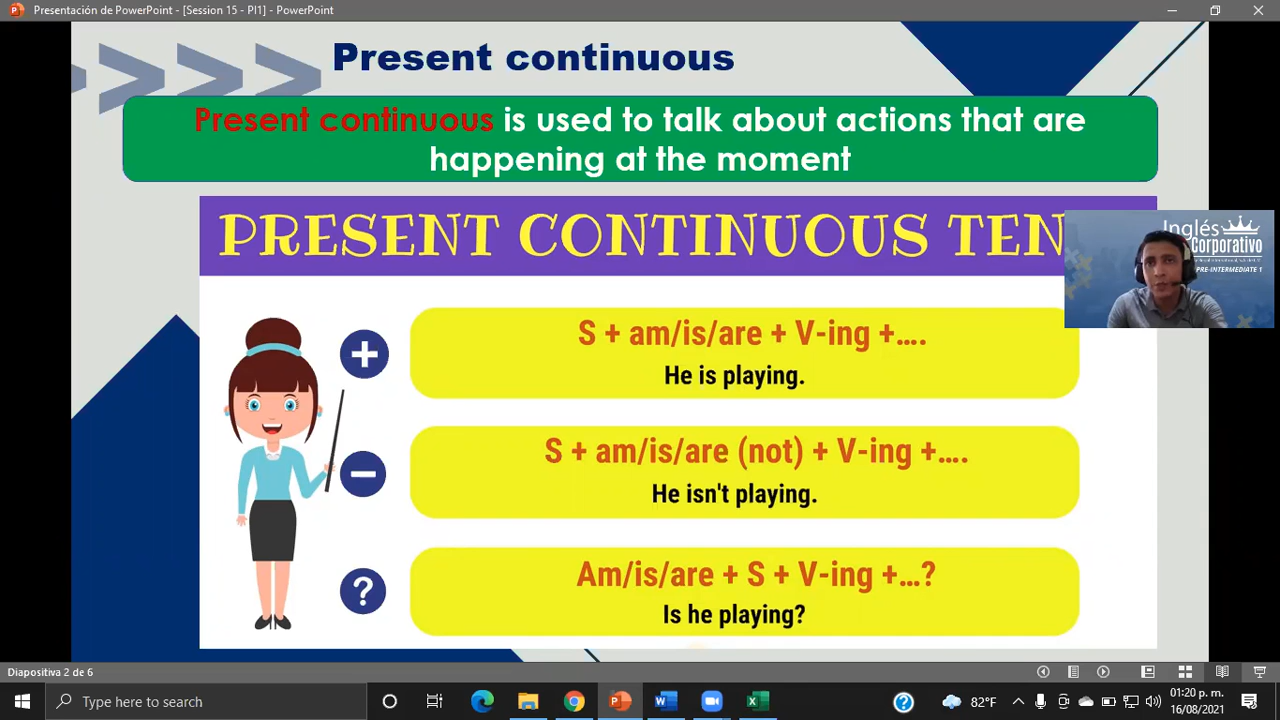 Presentación de PowerPoint - [Session 15 - PI1] - PowerPoint
Present continuous
Present continuous is used to talk about actions that are
happening at the moment
PRESENT CONTINUOUS TEN
Inglés
Corporativo
PRE-INTERMEDIATE 1
+
S + am/is/are + V-ing +....
He is playing.
S + am/is/are (not) + V-ing +....
He isn't playing.
?
Am/is/are + S + V-ing +...?
Is he playing?
Diapositiva 2 de 6
Type here to search
82°F
01:20 p. m.
16/08/2021